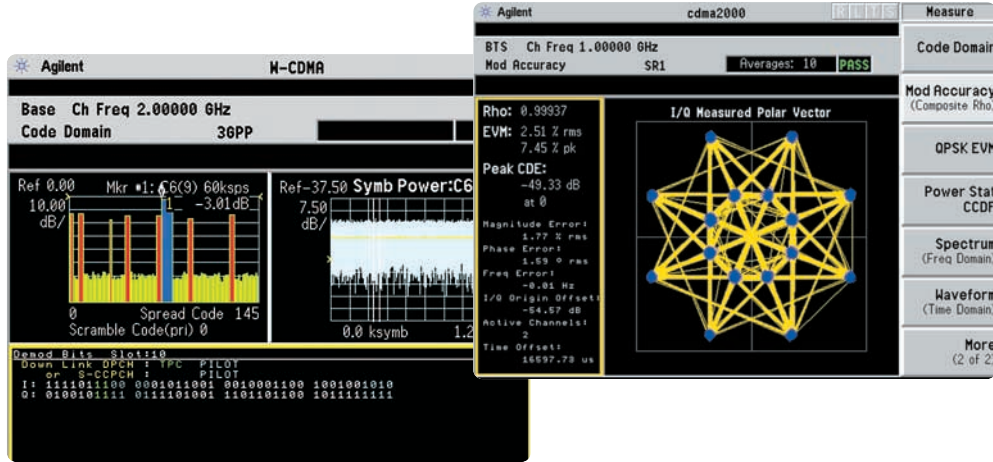 Agilent
W-CDMA
Base Ch Freq 2.00000 GHz
Code Domain 3GPP
Ref 0.00 Mkr #1: C6(9) 60ksps
10.00 1_ -3.01dB_
dB/
0 Spread Code 145
Scramble Code(pri) 0
Ref-37.50 Symb Power:C6
7.50
dB/
0.0 ksymb 1.2
Demod Bits Slot:10
Down Link DPCH : TPC PILOT
or S-CCPCH : PILOT
I: 1111011100 0001011001 0010001100 1001001010
Q: 0100101111 0111101001 1101101100 1011111111
Agilent cdma2000 R L T S
BTS Ch Freq 1.00000 GHz
Mod Accuracy SR1 Averages: 10 PASS
Rho: 0.99937
EVM: 2.51 % rms
7.45 % pk
Peak CDE:
-49.33 dB
at 0
Magnitude Error:
1.77 % rms
Phase Error:
1.59 º rms
Freq Error:
-0.01 Hz
I/Q Origin Offset:
-54.57 dB
Active Channels:
2
Time Offset:
16597.73 us
I/Q Measured Polar Vector
Measure
Code Domain
Mod Accuracy
(Composite Rho
QPSK EVM
Power Stat
CCDF
Spectrum
(Freq Domain)
Waveform
(Time Domain)
More
(2 of 2)